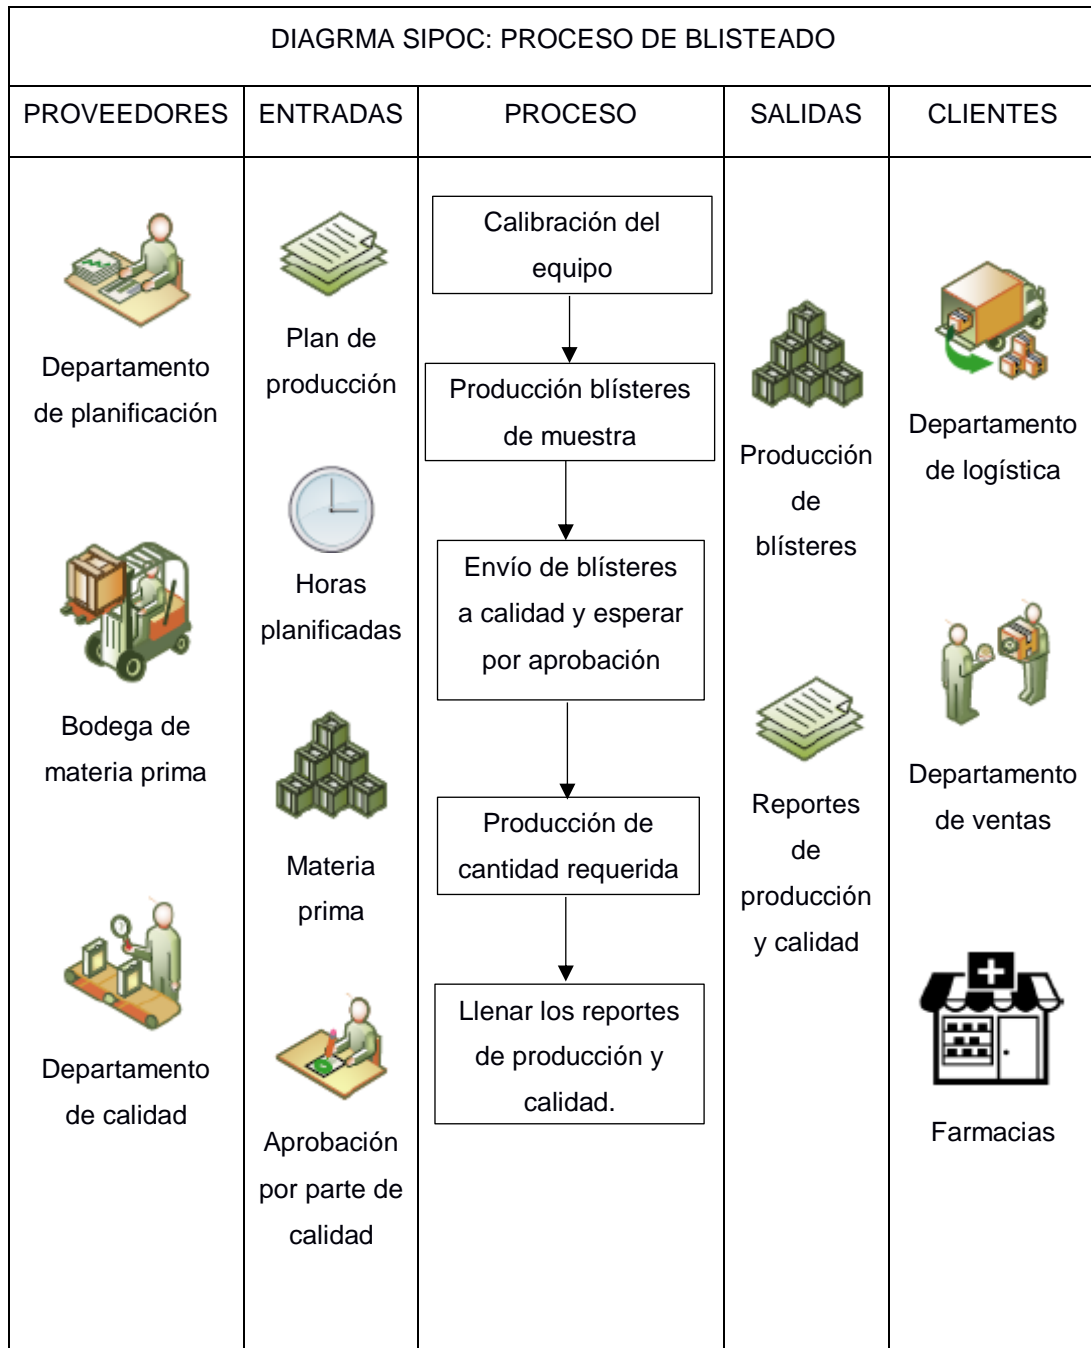 DIAGRMA SIPOC: PROCESO DE BLISTEADO
PROVEEDORES
ENTRADAS
PROCESO
SALIDAS
CLIENTES
Departamento
de planificación
Bodega de
materia prima
Departamento
de calidad
Plan de
producción
Horas
planificadas
Materia
prima
Aprobación
por parte de
calidad
Calibración del
equipo
Producción blísteres
de muestra
Envío de blísteres
a calidad y esperar
por aprobación
Producción de
cantidad requerida
Llenar los reportes
de producción y
calidad.
Producción
de
blísteres
Reportes
de
producción
y calidad
Departamento
de logística
Departamento
de ventas
Farmacias